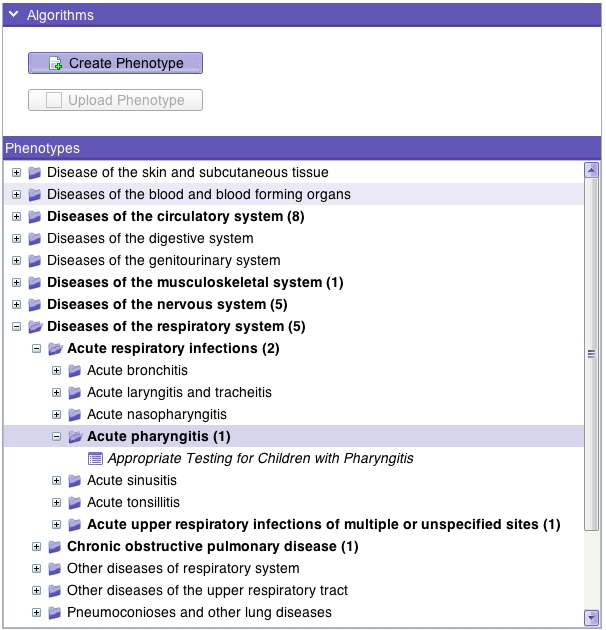 Algorithms
Create Phenotype
Upload Phenotype
Phenotypes
Disease of the skin and subcutaneous tissue
Diseases of the blood and blood forming organs
Diseases of the circulatory system (8)
Diseases of the digestive system
Diseases of the genitourinary system
Diseases of the musculoskeletal system (1)
Diseases of the nervous system (5)
Diseases of the respiratory system (5)
Acute respiratory infections (2)
Acute bronchitis
Acute laryngitis and tracheitis
Acute nasopharyngitis
Acute pharyngitis (1)
Appropriate Testing for Children with Pharyngitis
Acute sinusitis
Acute tonsillitis
Acute upper respiratory infections of multiple or unspecified sites (1)
Chronic obstructive pulmonary disease (1)
Other diseases of respiratory system
Other diseases of the upper respiratory tract
Pneumoconioses and other lung diseases